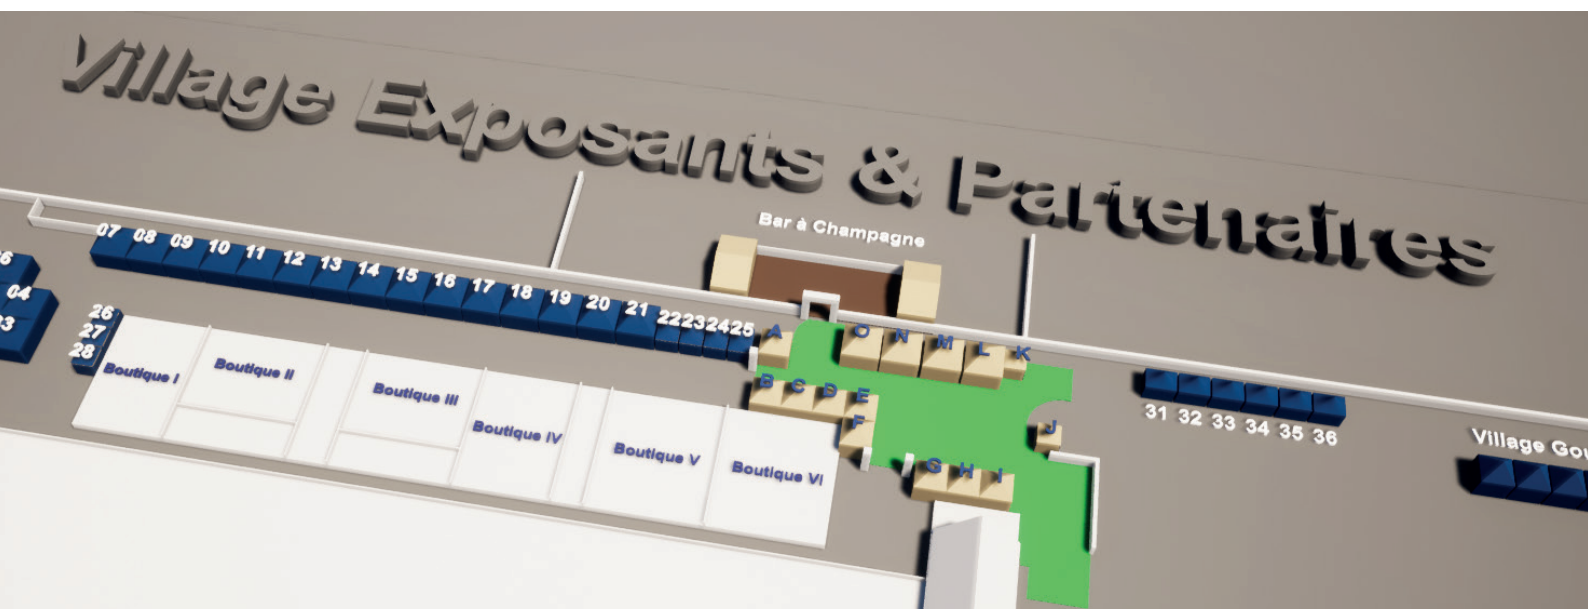 Village Exposants & Partenaires
Bar à Champagne
07 08 09 10 11 12 13 14 15 16 17 18 19 20 21 22 23 24 25
04
26
27
28
Boutique I
Boutique II
Boutique III
Boutique IV
Boutique V
Boutique VI
A
O N M L K
B C D E
F
J
G H I
31 32 33 34 35 36
Village